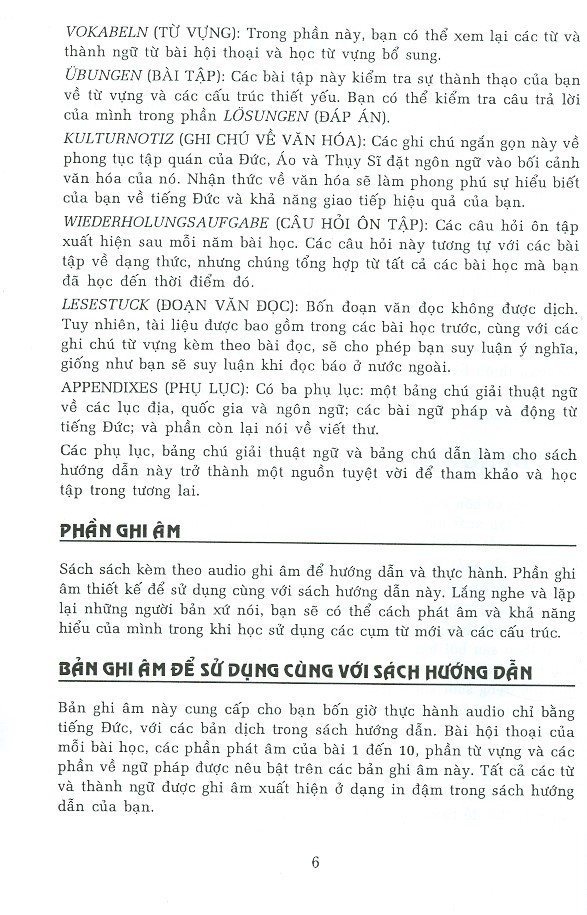 VOKABELN (TỪ VỰNG): Trong phần này, bạn có thể xem lại các từ và
thành ngữ từ bài hội thoại và học từ vựng bổ sung.
ÜBUNGEN (BÀI TẬP): Các bài tập này kiểm tra sự thành thạo của bạn
về từ vựng và các cấu trúc thiết yếu. Bạn có thể kiểm tra câu trả lời
của mình trong phần LÖSUNGEN (ĐÁP ÁN).
KULTURNOTIZ (GHI CHÚ VỀ VĂN HÓA): Các ghi chú ngắn gọn này về
phong tục tập quán của Đức, Áo và Thụy Sĩ đặt ngôn ngữ vào bối cảnh
văn hóa của nó. Nhận thức về văn hóa sẽ làm phong phú sự hiểu biết
của bạn về tiếng Đức và khả năng giao tiếp hiệu quả của bạn.
WIEDERHOLUNGSAUFGABE (CÂU HỎI ÔN TẬP): Các câu hỏi ôn tập
xuất hiện sau mỗi năm bài học. Các câu hỏi này tương tự với các bài
tập về dạng thức, nhưng chúng tổng hợp từ tất cả các bài học mà bạn
đã học đến thời điểm đó.
LESESTUCK (ĐOẠN VĂN ĐỌC): Bốn đoạn văn đọc không được dịch.
Tuy nhiên, tài liệu được bao gồm trong các bài học trước, cùng với các
ghi chú từ vựng kèm theo bài đọc, sẽ cho phép bạn suy luận ý nghĩa,
giống như bạn sẽ suy luận khi đọc báo ở nước ngoài.
APPENDIXES (PHỤ LỤC): Có ba phụ lục: một bảng chú giải thuật ngữ
về các lục địa, quốc gia và ngôn ngữ; các bài ngữ pháp và động từ
tiếng Đức; và phần còn lại nói về viết thư.
Các phụ lục, bảng chú giải thuật ngữ và bảng chú dẫn làm cho sách
hướng dẫn này trở thành một nguồn tuyệt vời để tham khảo và học
tập trong tương lai.
PHẦN GHI ÂM
Sách sách kèm theo audio ghi âm để hướng dẫn và thực hành. Phần ghi
âm thiết kế để sử dụng cùng với sách hướng dẫn này. Lắng nghe và lặp
lại những người bản xứ nói, bạn sẽ có thể cách phát âm và khả năng
hiểu của mình trong khi học sử dụng các cụm từ mới và các cấu trúc.
BẢN GHI ÂM ĐỂ SỬ DỤNG CÙNG VỚI SÁCH HƯỚNG DẪN
Bản ghi âm này cung cấp cho bạn bốn giờ thực hành audio chỉ bằng
tiếng Đức, với các bản dịch trong sách hướng dẫn. Bài hội thoại của
mỗi bài học, các phần phát âm của bài 1 đến 10, phần từ vựng và các
phần về ngữ pháp được nêu bật trên các bản ghi âm này. Tất cả các từ
và thành ngữ được ghi âm xuất hiện ở dạng in đậm trong sách hướng
dẫn của bạn.
6